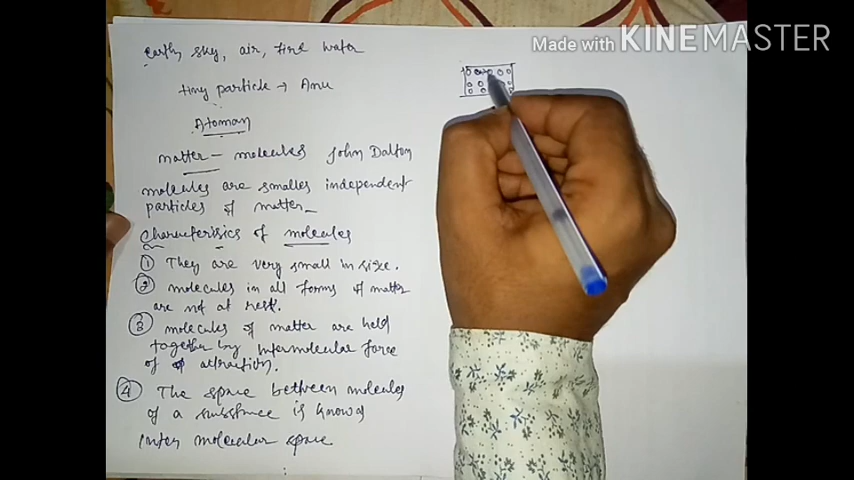 Made with KINEMASTER
earth, sky, air, fire water
tiny particle → Anu
Atoman
matter - molecules John Dalton
molecules are smalles independent
particles of matter -
Characterisics of molecules
① They are very small in size.
② molecules in all forms of matter
are not at rest.
③ molecules of matter are held
together by intermolecular force
of attraction.
④ The space between molecules
of a substance is known as
inter molecular space